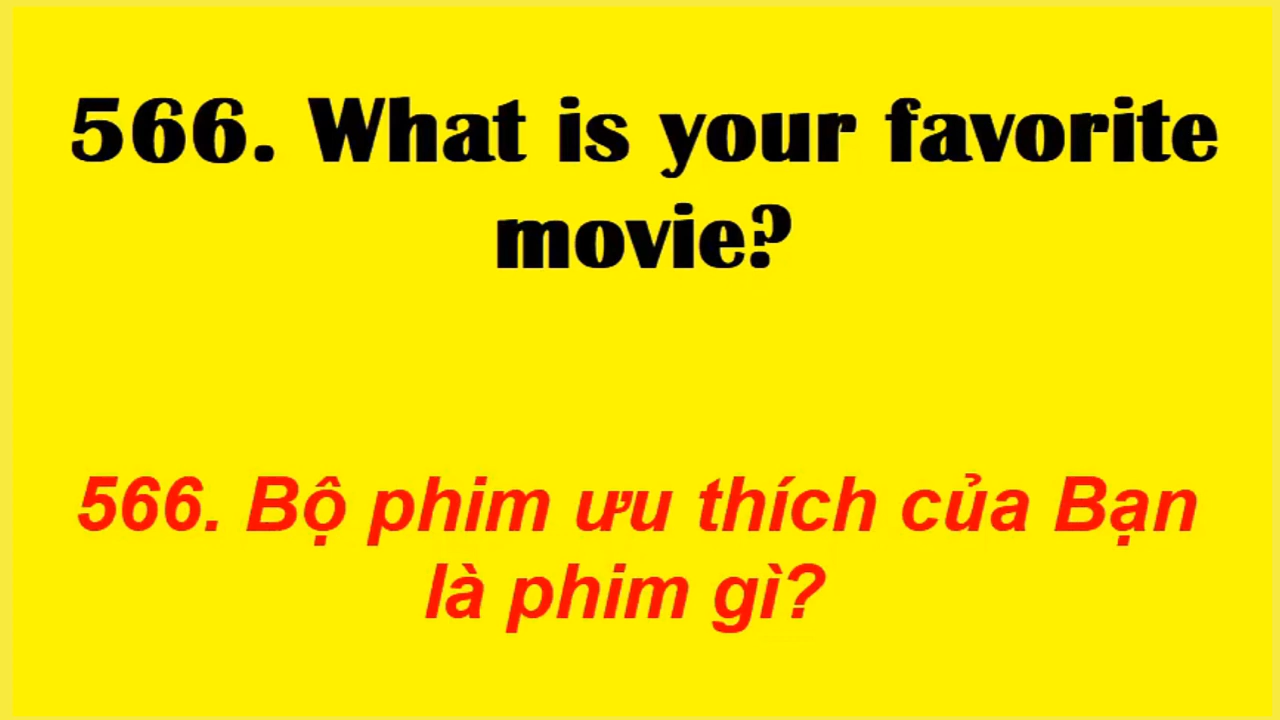 566. What is your favorite
movie?
566. Bộ phim ưu thích của Bạn
là phim gì?